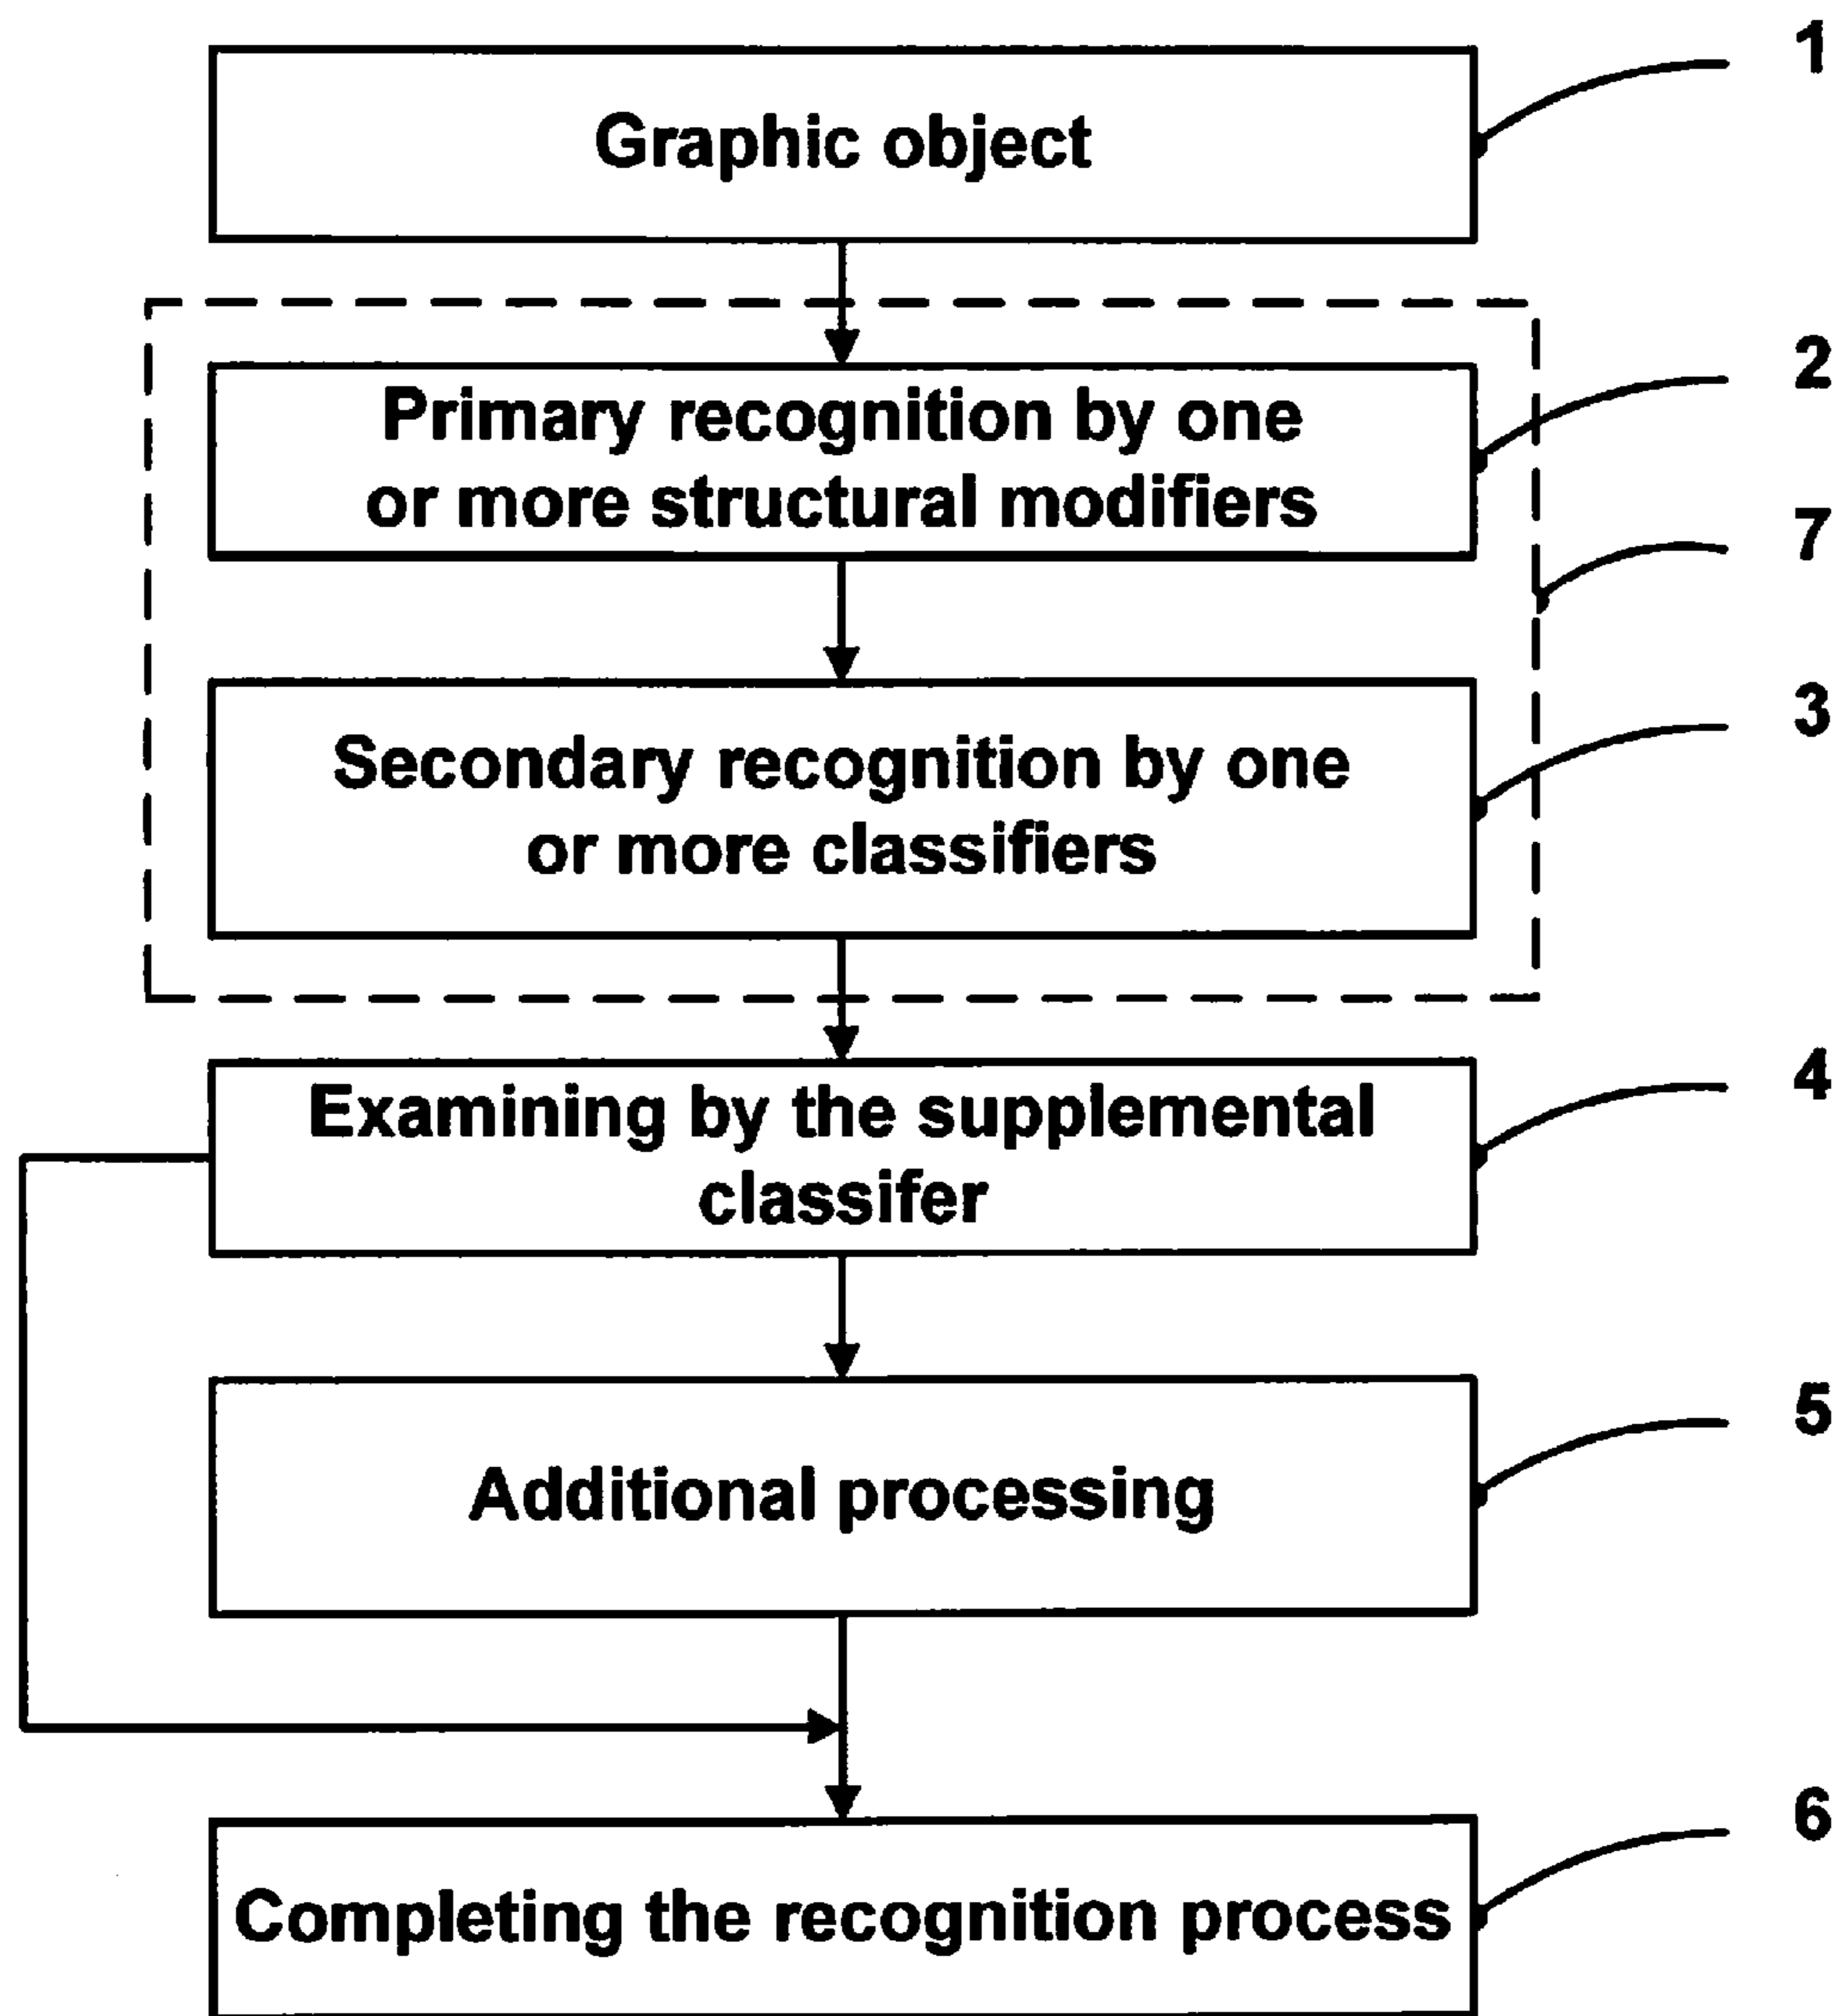 1
Graphic object
2
Primary recognition by one
or more structural modifiers
7
3
Secondary recognition by one
or more classifiers
4
Examining by the supplemental
classifer
5
Additional processing
6
Completing the recognition process